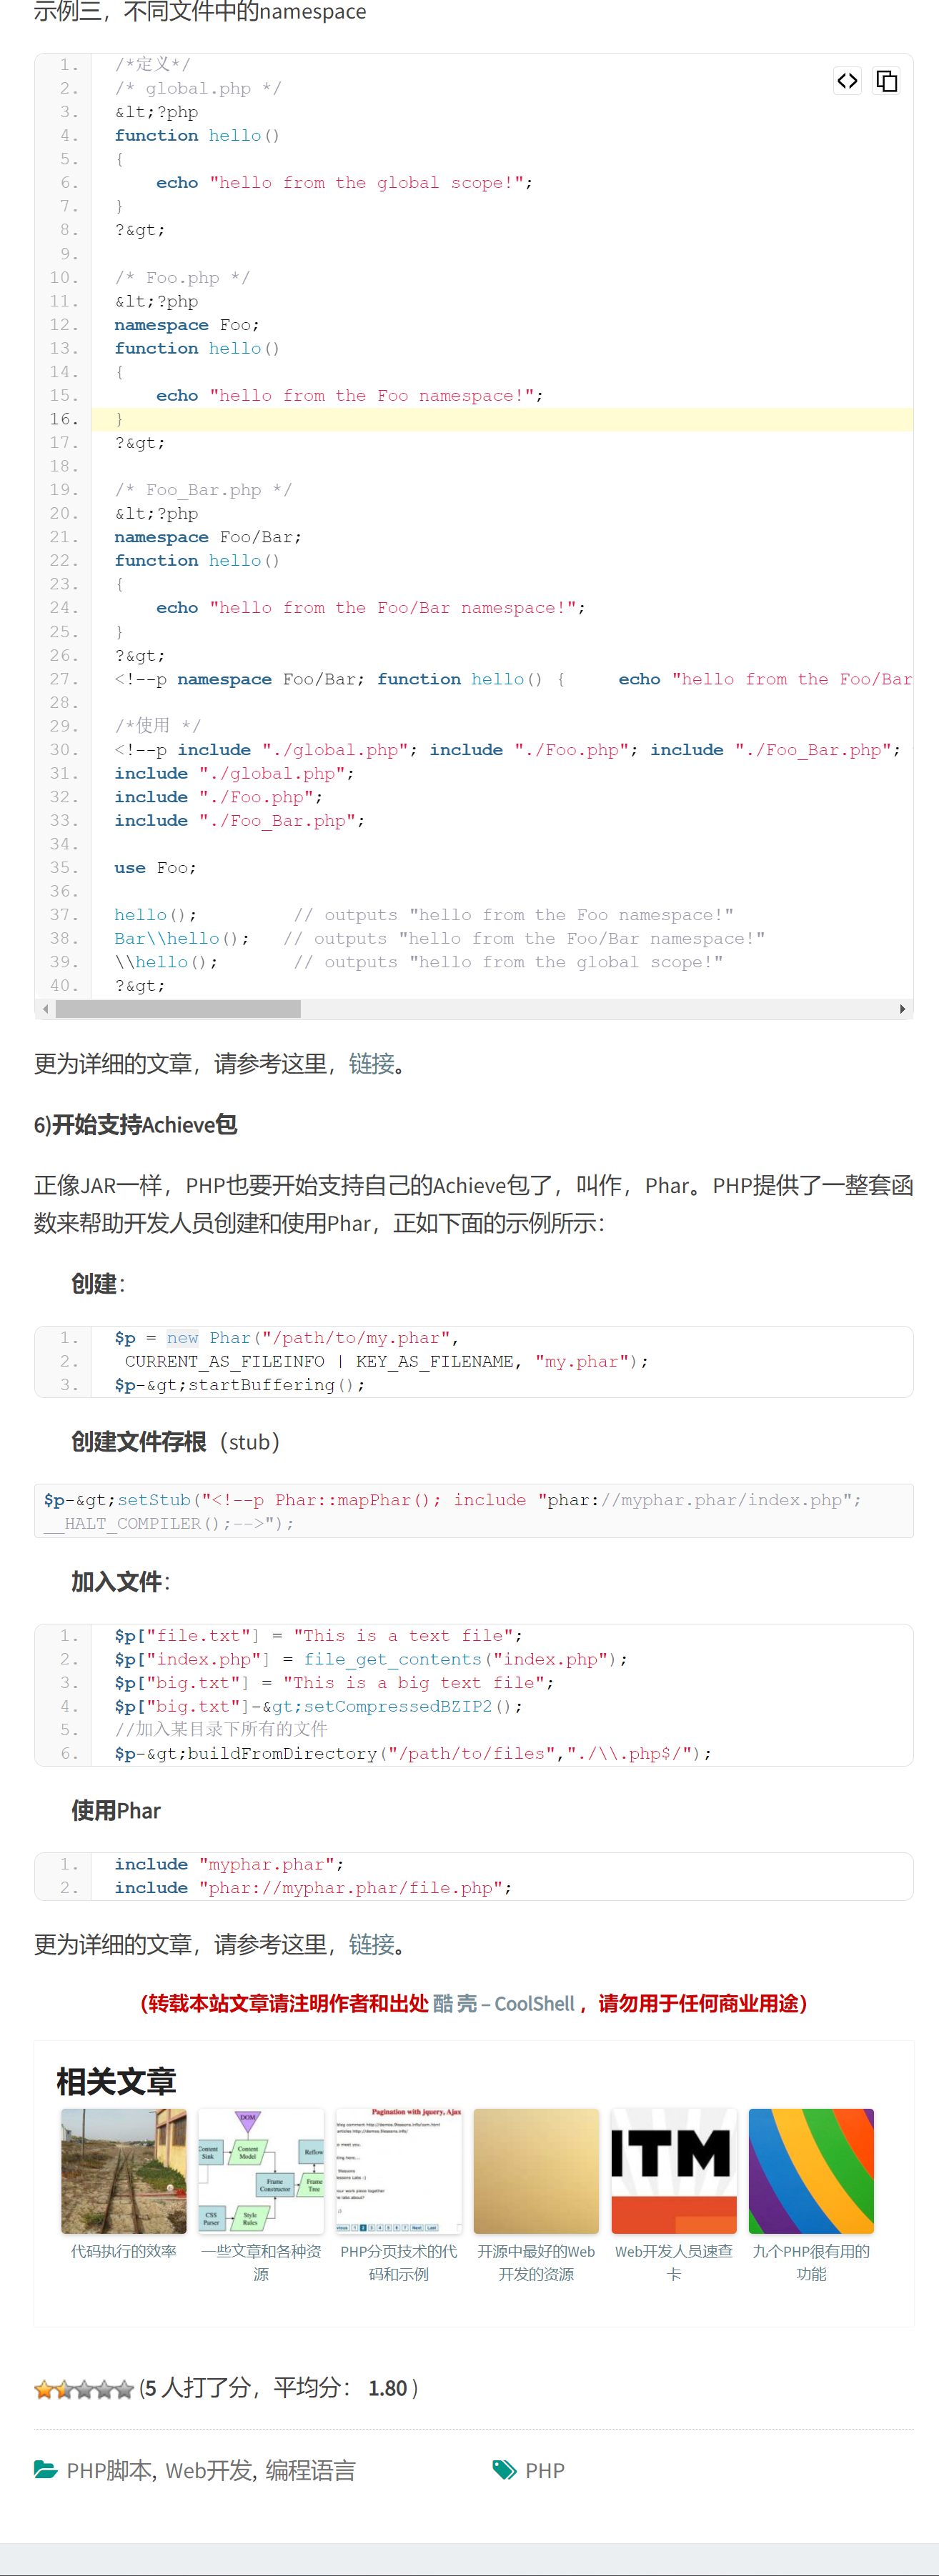 示例三，不同文件中的namespace
1. /*定义*/
2. /* global.php */
3. &lt;?php
4. function hello()
5. {
6.     echo "hello from the global scope!";
7. }
8. ?&gt;
9.
10. /* Foo.php */
11. &lt;?php
12. namespace Foo;
13. function hello()
14. {
15.     echo "hello from the Foo namespace!";
16. }
17. ?&gt;
18.
19. /* Foo_Bar.php */
20. &lt;?php
21. namespace Foo/Bar;
22. function hello()
23. {
24.     echo "hello from the Foo/Bar namespace!";
25. }
26. ?&gt;
27. <!--p namespace Foo/Bar; function hello() {     echo "hello from the Foo/Bar
28.
29. /*使用 */
30. <!--p include "./global.php"; include "./Foo.php"; include "./Foo_Bar.php";
31. include "./global.php";
32. include "./Foo.php";
33. include "./Foo_Bar.php";
34.
35. use Foo;
36.
37. hello();         // outputs "hello from the Foo namespace!"
38. Bar\\hello();   // outputs "hello from the Foo/Bar namespace!"
39. \\hello();       // outputs "hello from the global scope!"
40. ?&gt;
更为详细的文章，请参考这里，链接。
6)开始支持Achieve包
正像JAR一样，PHP也要开始支持自己的Achieve包了，叫作，Phar。PHP提供了一整套函
数来帮助开发人员创建和使用Phar，正如下面的示例所示：
创建：
1. $p = new Phar("/path/to/my.phar",
2.  CURRENT_AS_FILEINFO | KEY_AS_FILENAME, "my.phar");
3. $p-&gt;startBuffering();
创建文件存根（stub）
$p-&gt;setStub("<!--p Phar::mapPhar(); include "phar://myphar.phar/index.php";
__HALT_COMPILER();-->");
加入文件：
1. $p["file.txt"] = "This is a text file";
2. $p["index.php"] = file_get_contents("index.php");
3. $p["big.txt"] = "This is a big text file";
4. $p["big.txt"]-&gt;setCompressedBZIP2();
5. //加入某目录下所有的文件
6. $p-&gt;buildFromDirectory("/path/to/files","./\\.php$/");
使用Phar
1. include "myphar.phar";
2. include "phar://myphar.phar/file.php";
更为详细的文章，请参考这里，链接。
（转载本站文章请注明作者和出处 酷 壳 – CoolShell ，请勿用于任何商业用途）
相关文章
DOM
Content Sink
Content Model
Reflow
Frame Constructor
Frame Tree
CSS Parser
Style Rules
Pagination with jquery, Ajax
ITM
代码执行的效率
一些文章和各种资
源
PHP分页技术的代
码和示例
开源中最好的Web
开发的资源
Web开发人员速查
卡
九个PHP很有用的
功能
(5 人打了分，平均分： 1.80 )
PHP脚本, Web开发, 编程语言
PHP